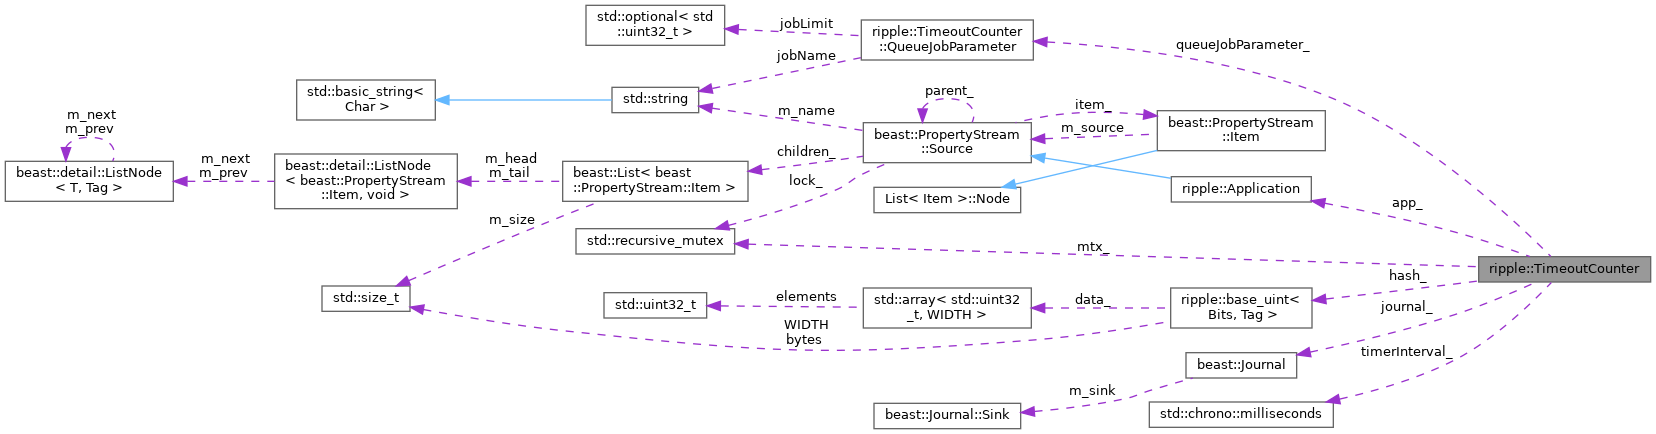 std::optional< std
::uint32_t >
jobLimit
ripple::TimeoutCounter
::QueueJobParameter
queueJobParameter_
jobName
std::basic_string<
Char >
std::string
parent_
m_name
item_
m_source
beast::PropertyStream
::Source
beast::PropertyStream
::Item
m_next
m_prev
beast::detail::ListNode
< T, Tag >
m_next
m_prev
beast::detail::ListNode
< beast::PropertyStream
::Item, void >
m_head
m_tail
beast::List< beast
::PropertyStream::Item >
children_
lock_
List< Item >::Node
ripple::Application
app_
m_size
std::recursive_mutex
mtx_
ripple::TimeoutCounter
std::size_t
std::uint32_t
elements
std::array< std::uint32
_t, WIDTH >
data_
ripple::base_uint<
Bits, Tag >
hash_
journal_
WIDTH
bytes
timerInterval_
beast::Journal
m_sink
beast::Journal::Sink
std::chrono::milliseconds